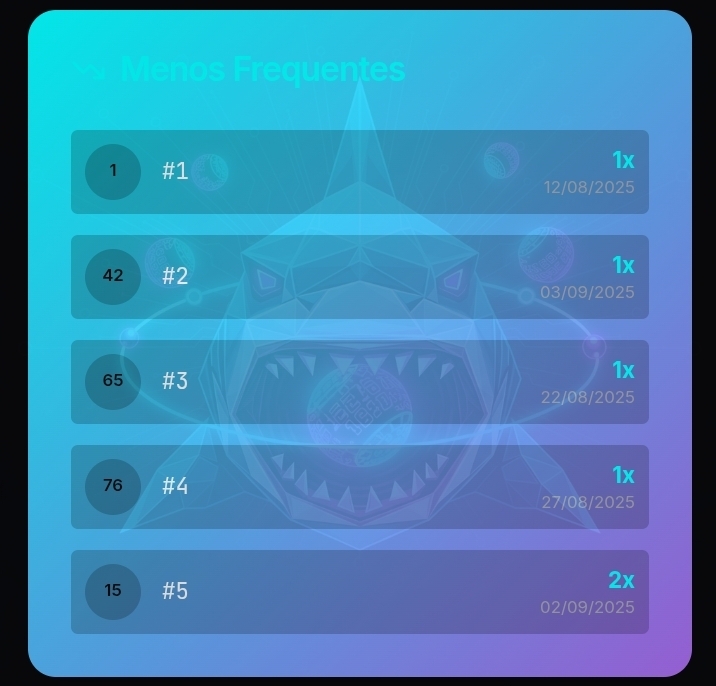 Menos Frequentes
1 #1 1x
12/08/2025
42 #2 1x
03/09/2025
65 #3 1x
22/08/2025
76 #4 1x
27/08/2025
15 #5 2x
02/09/2025